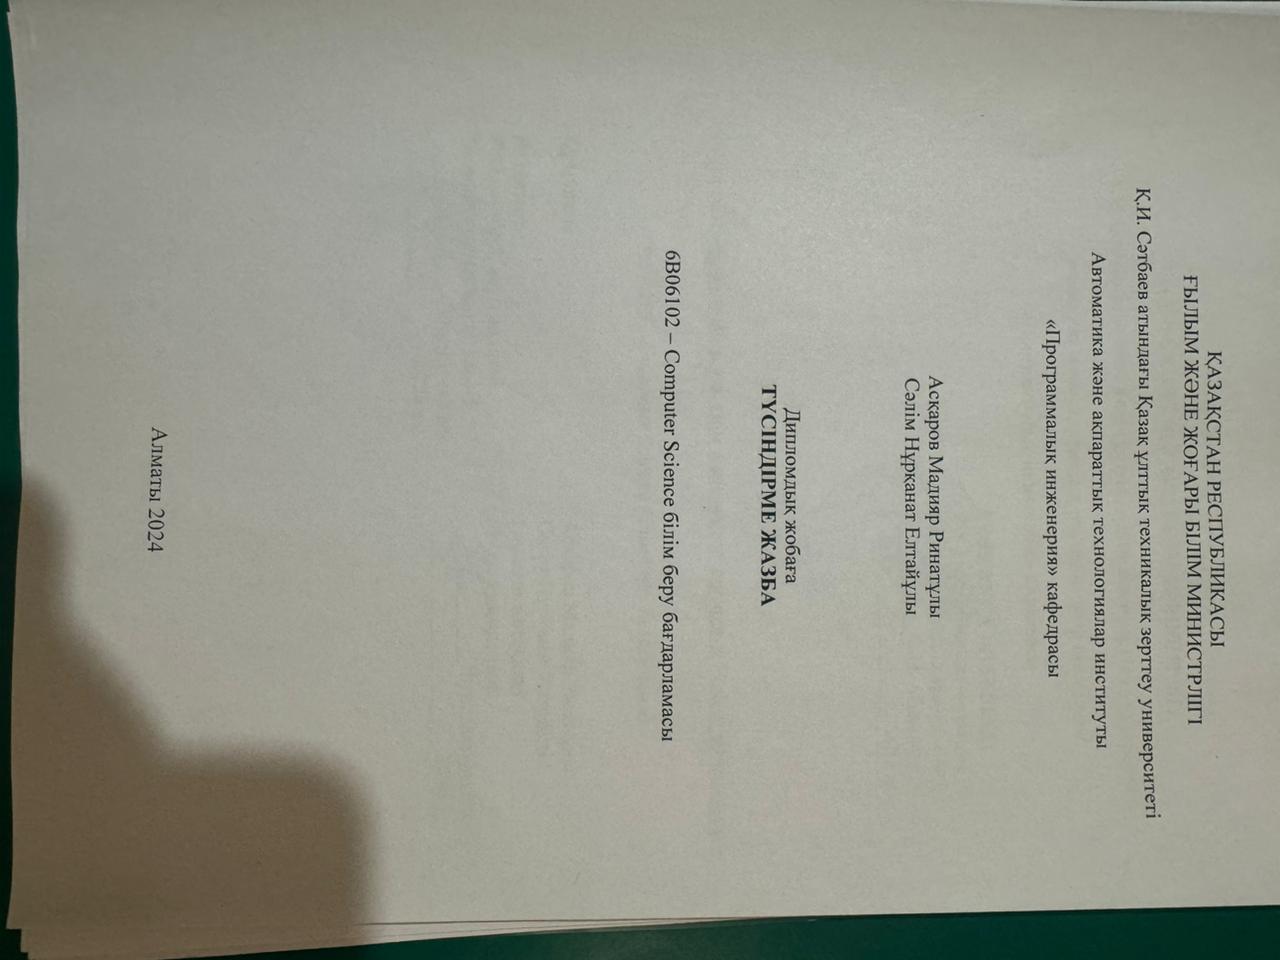 ҚАЗАҚСТАН РЕСПУБЛИКАСЫ
ҒЫЛЫМ ЖӘНЕ ЖОҒАРЫ БІЛІМ МИНИСТРЛІГІ
Қ.И. Сәтбаев атындағы Қазақ ұлттық техникалық зерттеу университеті
Автоматика және ақпараттық технологиялар институты
«Программалық инженерия» кафедрасы
Асқаров Мадияр Ринатұлы
Сәлім Нұрқанат Елтайұлы
Дипломдық жобаға
ТҮСІНДІРМЕ ЖАЗБА
6B06102 – Computer Science білім беру бағдарламасы
Алматы 2024